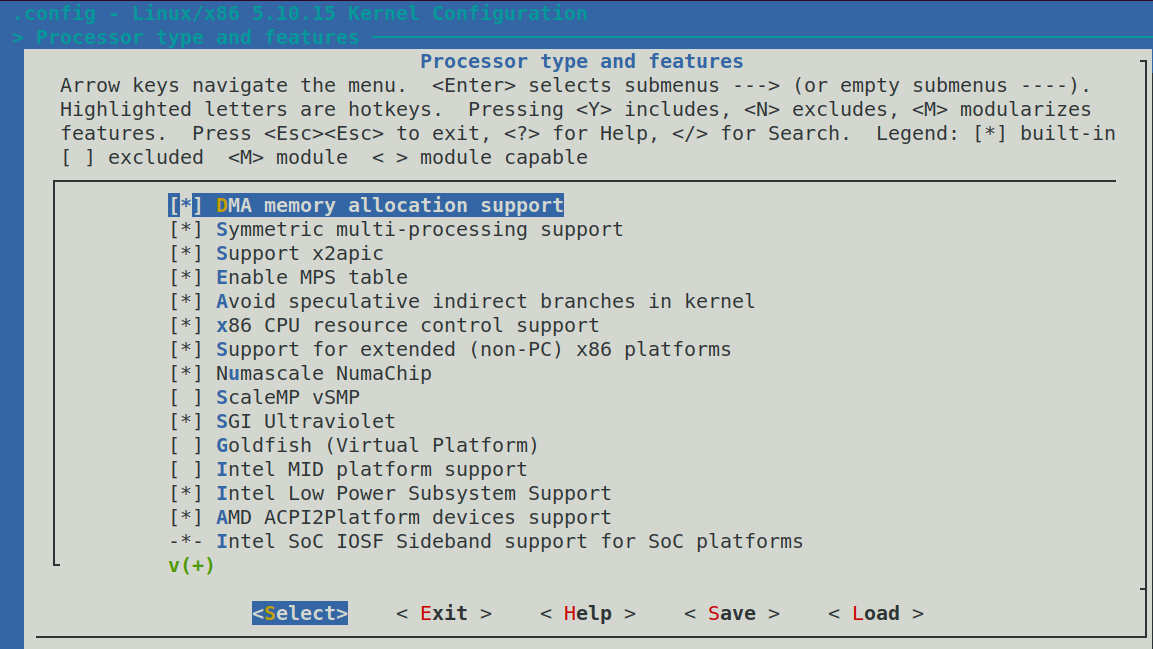 .config - Linux/x86 5.10.15 Kernel Configuration
> Processor type and features
Processor type and features
Arrow keys navigate the menu.  <Enter> selects submenus ---> (or empty submenus ----).
Highlighted letters are hotkeys.  Pressing <Y> includes, <N> excludes, <M> modularizes
features.  Press <Esc><Esc> to exit, <?> for Help, </> for Search.  Legend: [*] built-in
[ ] excluded  <M> module  < > module capable
[*] DMA memory allocation support
[*] Symmetric multi-processing support
[*] Support x2apic
[*] Enable MPS table
[*] Avoid speculative indirect branches in kernel
[*] x86 CPU resource control support
[*] Support for extended (non-PC) x86 platforms
[*] Numascale NumaChip
[ ] ScaleMP vSMP
[*] SGI Ultraviolet
[ ] Goldfish (Virtual Platform)
[ ] Intel MID platform support
[*] Intel Low Power Subsystem Support
[*] AMD ACPI2Platform devices support
-*- Intel SoC IOSF Sideband support for SoC platforms
v(+)
<Select>    < Exit >    < Help >    < Save >    < Load >